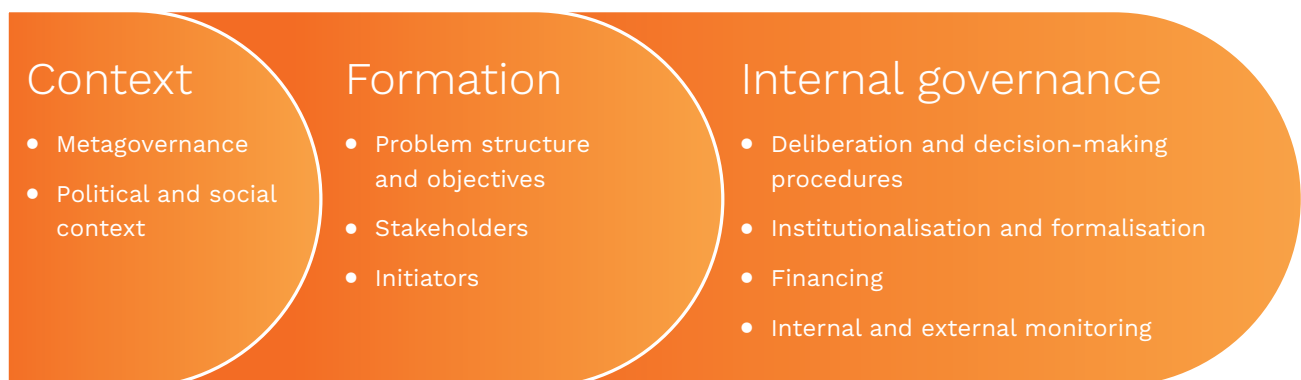 Context
• Metagovernance
• Political and social
context
Formation
• Problem structure
and objectives
• Stakeholders
• Initiators
Internal governance
• Deliberation and decision-making
procedures
• Institutionalisation and formalisation
• Financing
• Internal and external monitoring